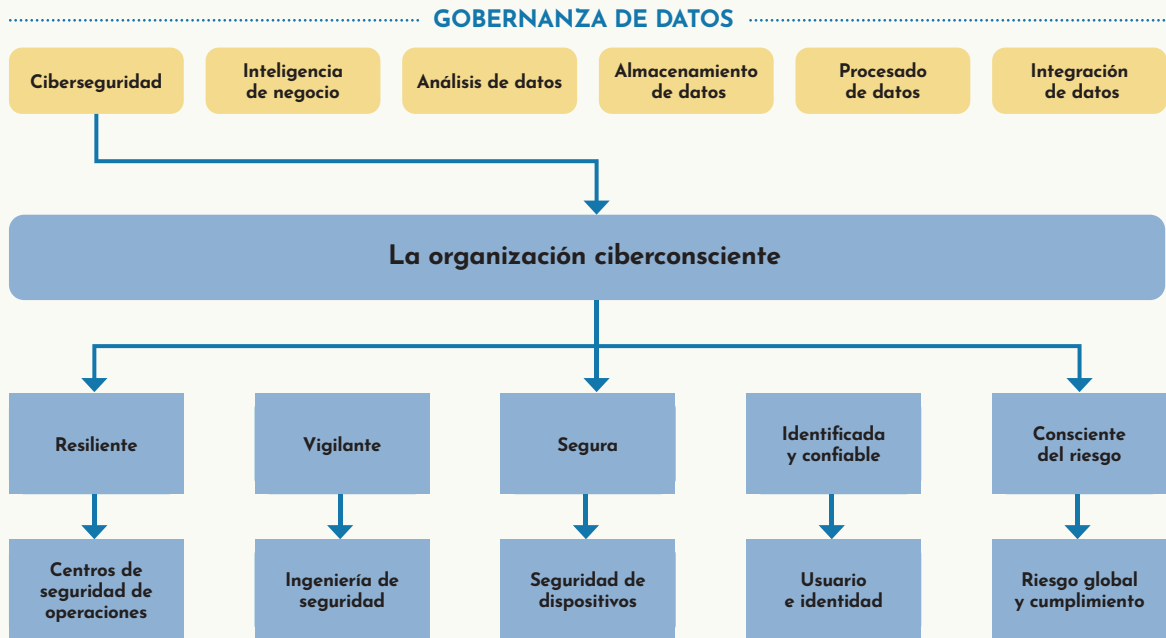 GOBERNANZA DE DATOS
Ciberseguridad
Inteligencia
de negocio
Análisis de datos
Almacenamiento
de datos
Procesado
de datos
Integración
de datos
La organización ciberconsciente
Resiliente
Vigilante
Segura
Identificada
y confiable
Consciente
del riesgo
Centros de
seguridad de
operaciones
Ingeniería de
seguridad
Seguridad de
dispositivos
Usuario
e identidad
Riesgo global
y cumplimiento